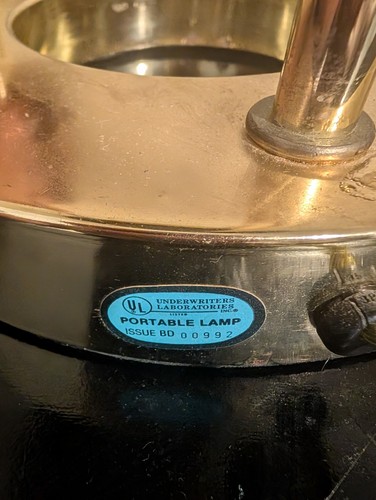 UL
UNDERWRITERS
LABORATORIES
LISTED INC.®
PORTABLE LAMP
ISSUE BD 00992